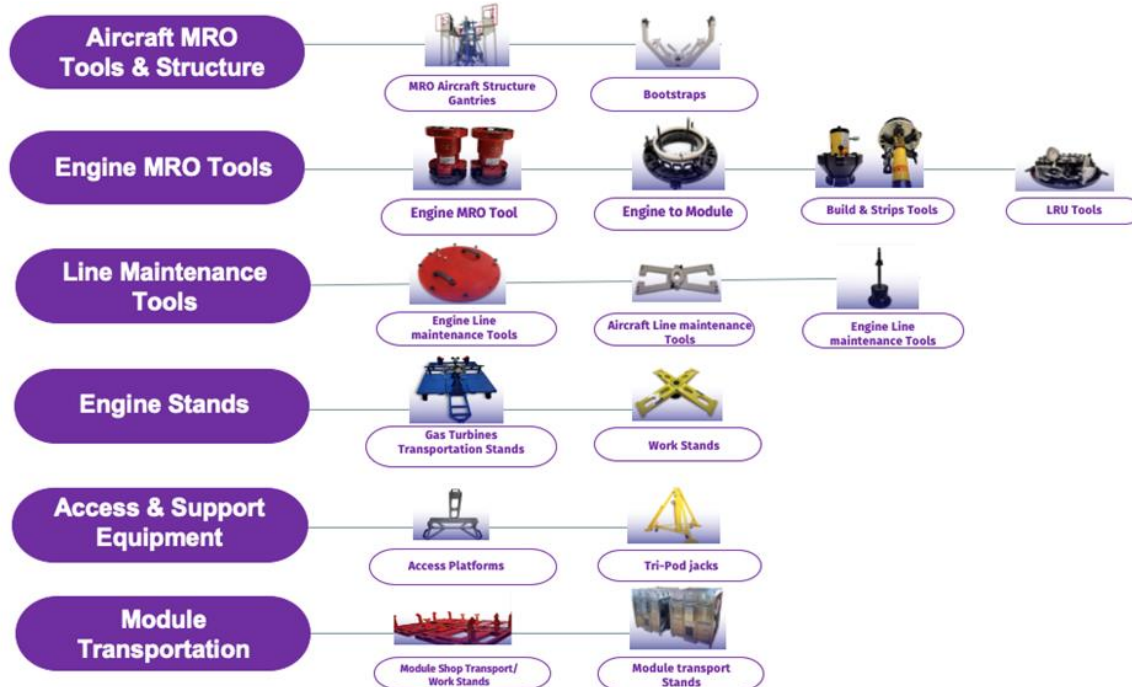 Aircraft MRO
Tools & Structure
MRO Aircraft Structure
Gantries
Bootstraps
Engine MRO Tools
Engine MRO Tool
Engine to Module
Build & Strips Tools
LRU Tools
Line Maintenance
Tools
Engine Line
maintenance Tools
Aircraft Line maintenance
Tools
Engine Line
maintenance Tools
Engine Stands
Gas Turbines
Transportation Stands
Work Stands
Access & Support
Equipment
Access Platforms
Tri-Pod jacks
Module
Transportation
Module Shop Transport/
Work Stands
Module transport
Stands